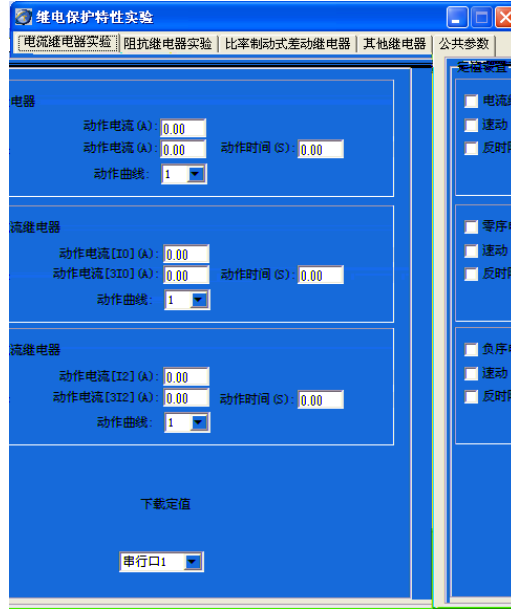 继电保护特性实验
电流继电器实验 阻抗继电器实验 比率制动式差动继电器 其他继电器 公共参数
定值设置
电器
动作电流(A): 0.00
动作电流(A): 0.00 动作时间(S): 0.00
动作曲线: 1
流继电器
动作电流[I0](A): 0.00
动作电流[3I0](A): 0.00 动作时间(S): 0.00
动作曲线: 1
流继电器
动作电流[I2](A): 0.00
动作电流[3I2](A): 0.00 动作时间(S): 0.00
动作曲线: 1
下载定值
串行口1
电流
速动
反时
零序
速动
反时
负序
速动
反时